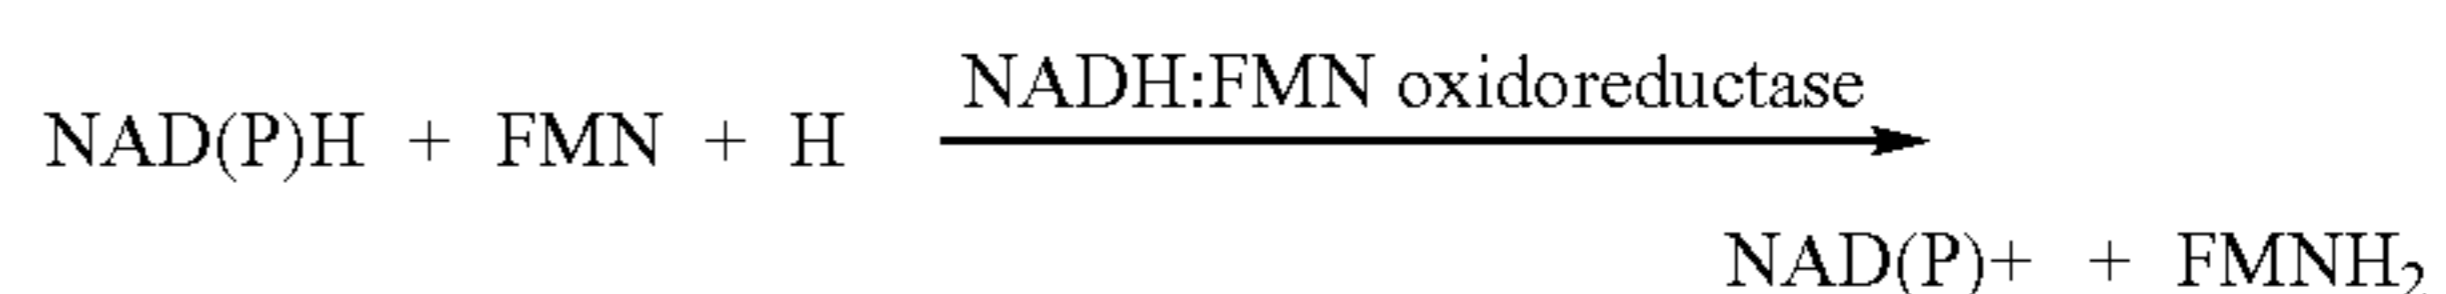 NADH:FMN oxidoreductase
NAD(P)H + FMN + H
NAD(P)+ + FMNH₂